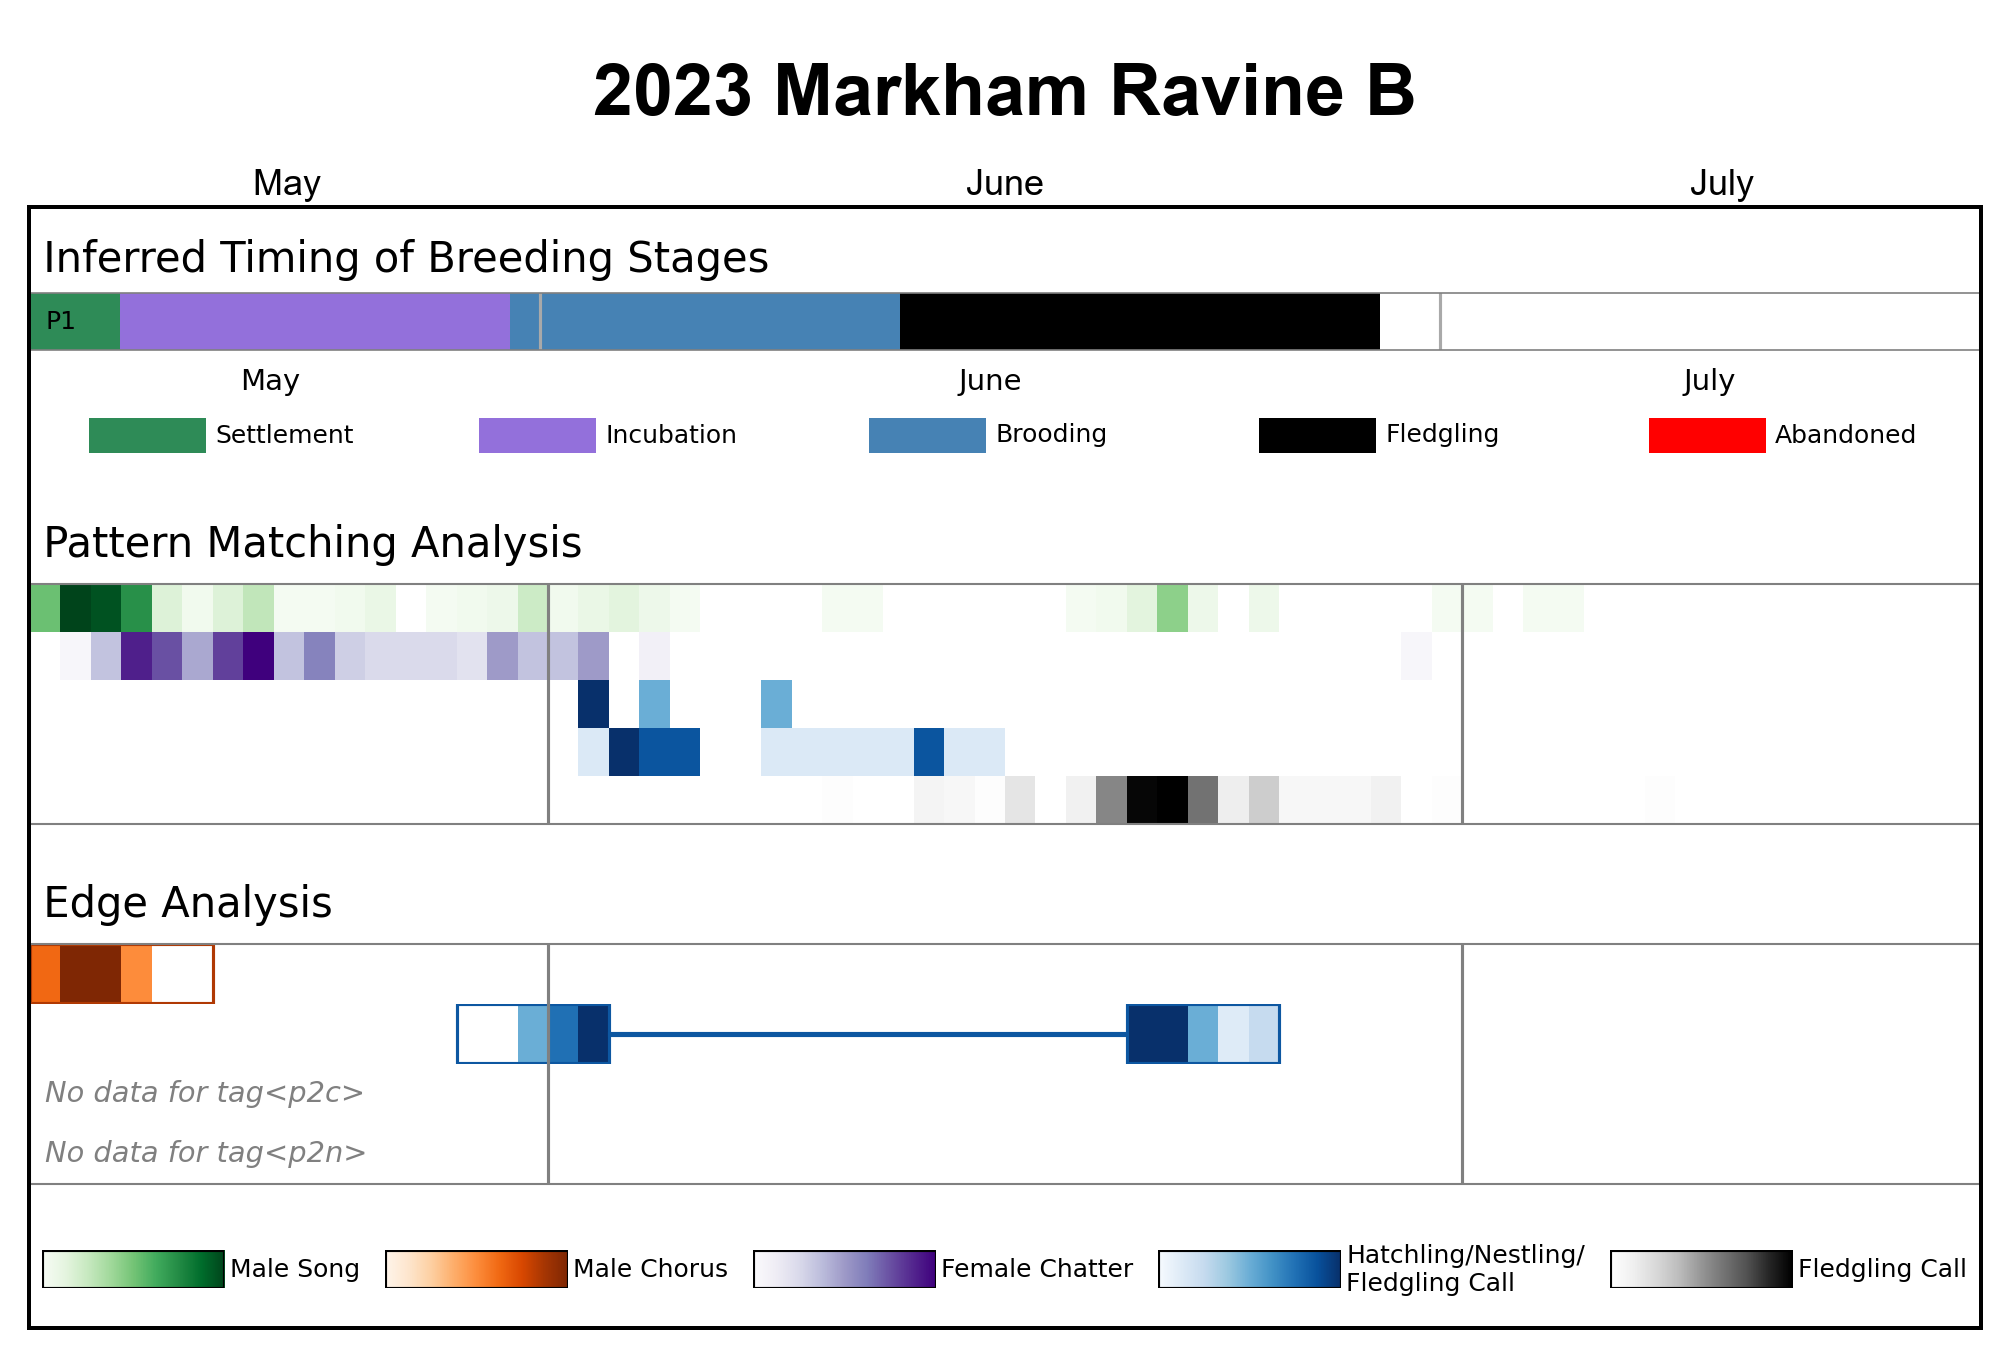 2023 Markham Ravine B
May June July
Inferred Timing of Breeding Stages
P1
May June July
Settlement Incubation Brooding Fledgling Abandoned
Pattern Matching Analysis
Edge Analysis
No data for tag<p2c>
No data for tag<p2n>
Male Song Male Chorus Female Chatter Hatchling/Nestling/
Fledgling Call Fledgling Call